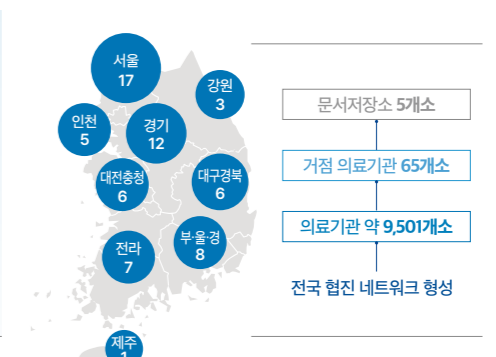 서울
17
강원
3
인천
5
경기
12
대전충청
6
대구경북
6
전라
7
부·울·경
8
제주
1
문서저장소 5개소
거점 의료기관 65개소
의료기관 약 9,501개소
전국 협진 네트워크 형성